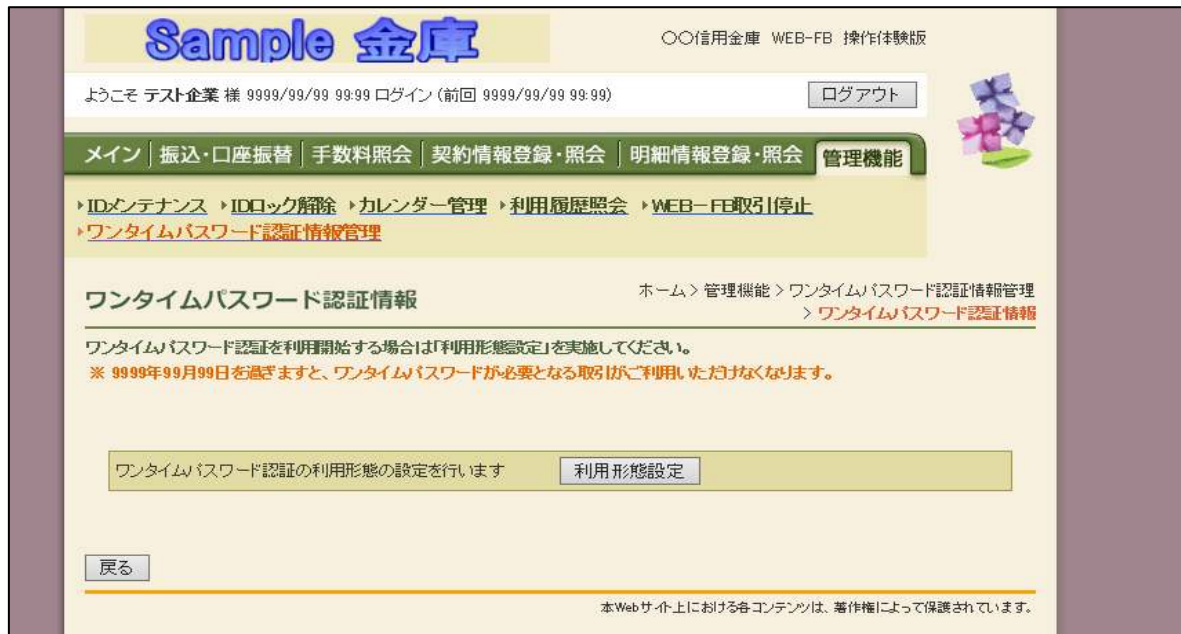 Sample 金庫
〇〇信用金庫 WEB-FB 操作体験版
ようこそ テスト企業 様 9999/99/99 99:99 ログイン (前回 9999/99/99 99:99)
ログアウト
メイン 振込・口座振替 手数料照会 契約情報登録・照会 明細情報登録・照会 管理機能
IDメンテナンス IDロック解除 カレンダー管理 利用履歴照会 WEB－FB取引停止
ワンタイムパスワード認証情報管理
ワンタイムパスワード認証情報
ホーム > 管理機能 > ワンタイムパスワード認証情報管理
> ワンタイムパスワード認証情報
ワンタイムパスワード認証を利用開始する場合は「利用形態設定」を実施してください。
※ 9999年99月99日を過ぎますと、ワンタイムパスワードが必要となる取引がご利用いただけなくなります。
ワンタイムパスワード認証の利用形態の設定を行います
利用形態設定
戻る
本Webサイト上における各コンテンツは、著作権によって保護されています。